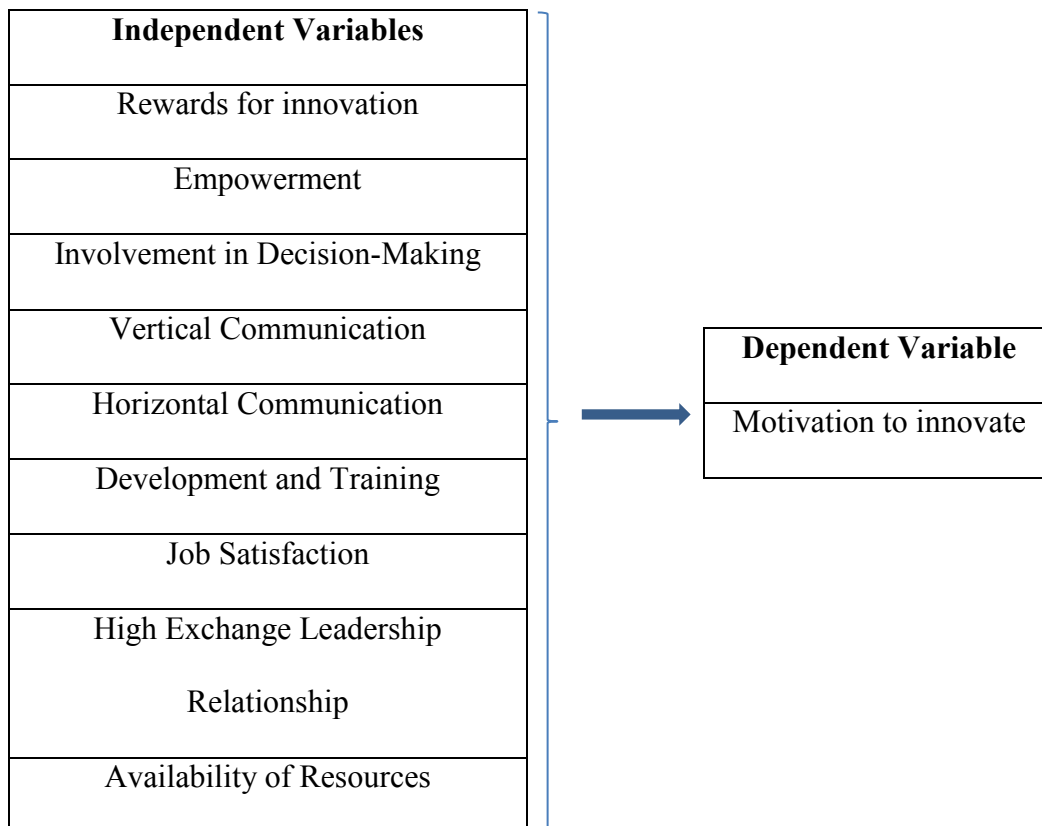 Independent Variables
Rewards for innovation
Empowerment
Involvement in Decision-Making
Vertical Communication
Horizontal Communication
Development and Training
Job Satisfaction
High Exchange Leadership
Relationship
Availability of Resources
Dependent Variable
Motivation to innovate